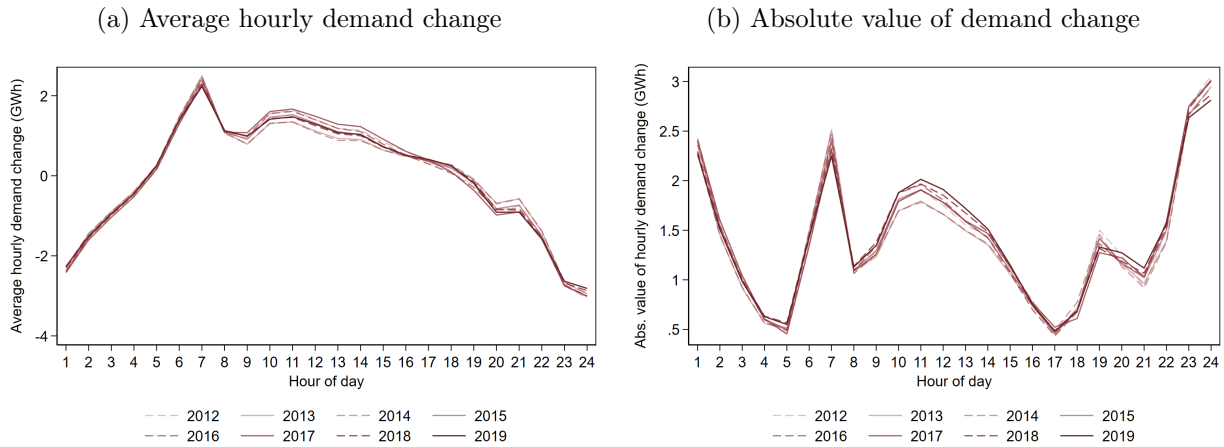 (a) Average hourly demand change
Average hourly demand change (GWh)
2
0
-2
-4
1 2 3 4 5 6 7 8 9 10 11 12 13 14 15 16 17 18 19 20 21 22 23 24
Hour of day
2012 2013 2014 2015
2016 2017 2018 2019
(b) Absolute value of demand change
Abs. value of hourly demand change (GWh)
3
2.5
2
1.5
1
.5
1 2 3 4 5 6 7 8 9 10 11 12 13 14 15 16 17 18 19 20 21 22 23 24
Hour of day
2012 2013 2014 2015
2016 2017 2018 2019